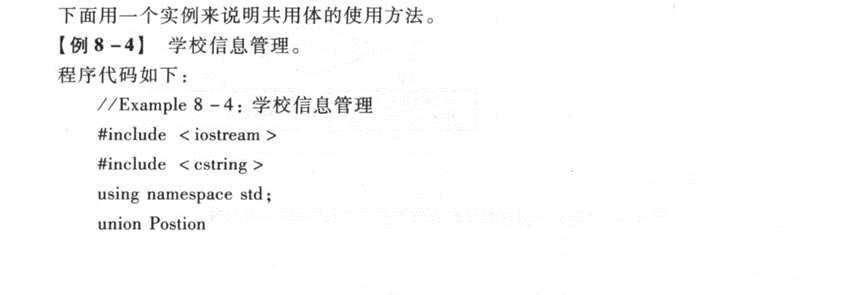 下面用一个实例来说明共用体的使用方法。
【例 8-4】 学校信息管理。
程序代码如下：
//Example 8-4: 学校信息管理
#include <iostream>
#include <cstring>
using namespace std;
union Postion